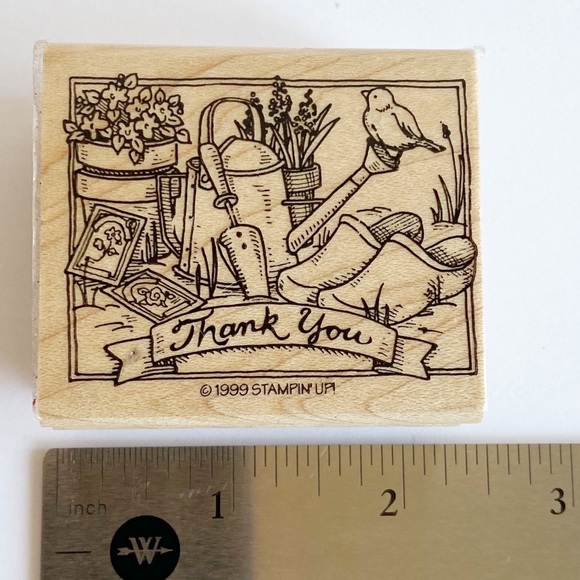 Thank You
© 1999 STAMPIN' UP!
inch 1 2 3
W